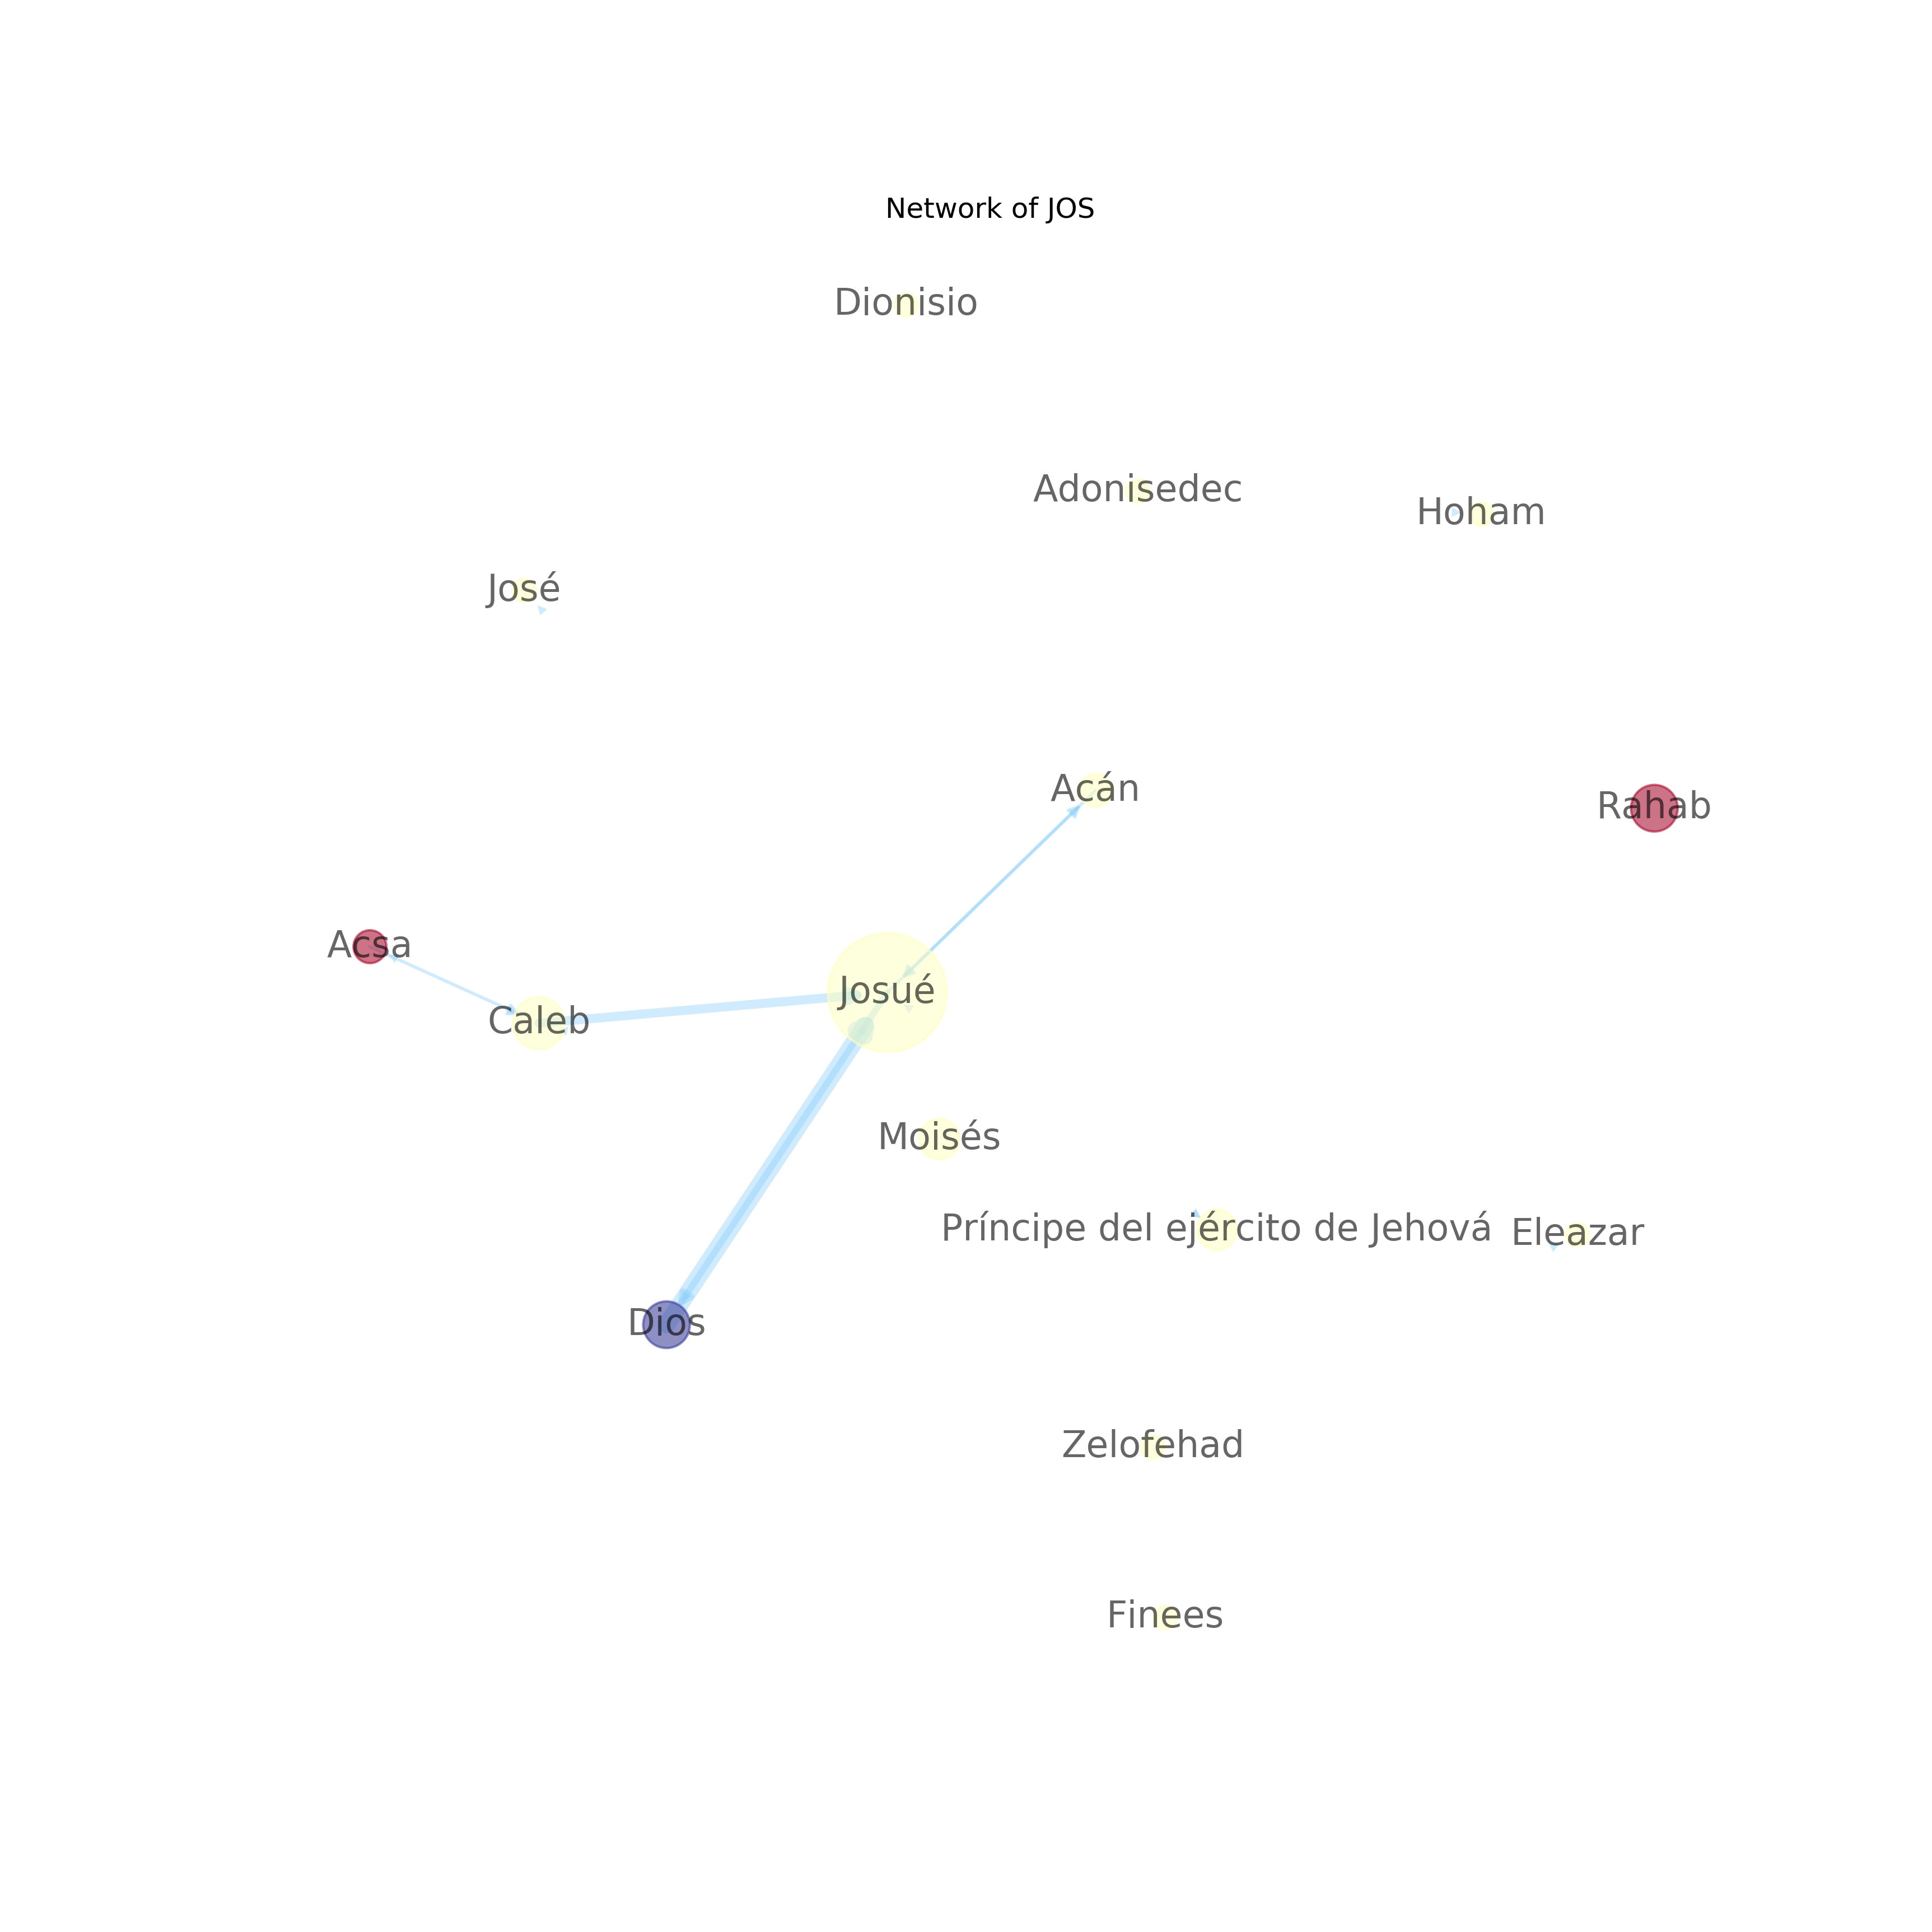 Network of JOS
Dionisio
Adonisedec
Hoham
José
Acán
Rahab
Acsa
Josué
Caleb
Moisés
Príncipe del ejército de Jehová
Eleazar
Dios
Zelofehad
Finees